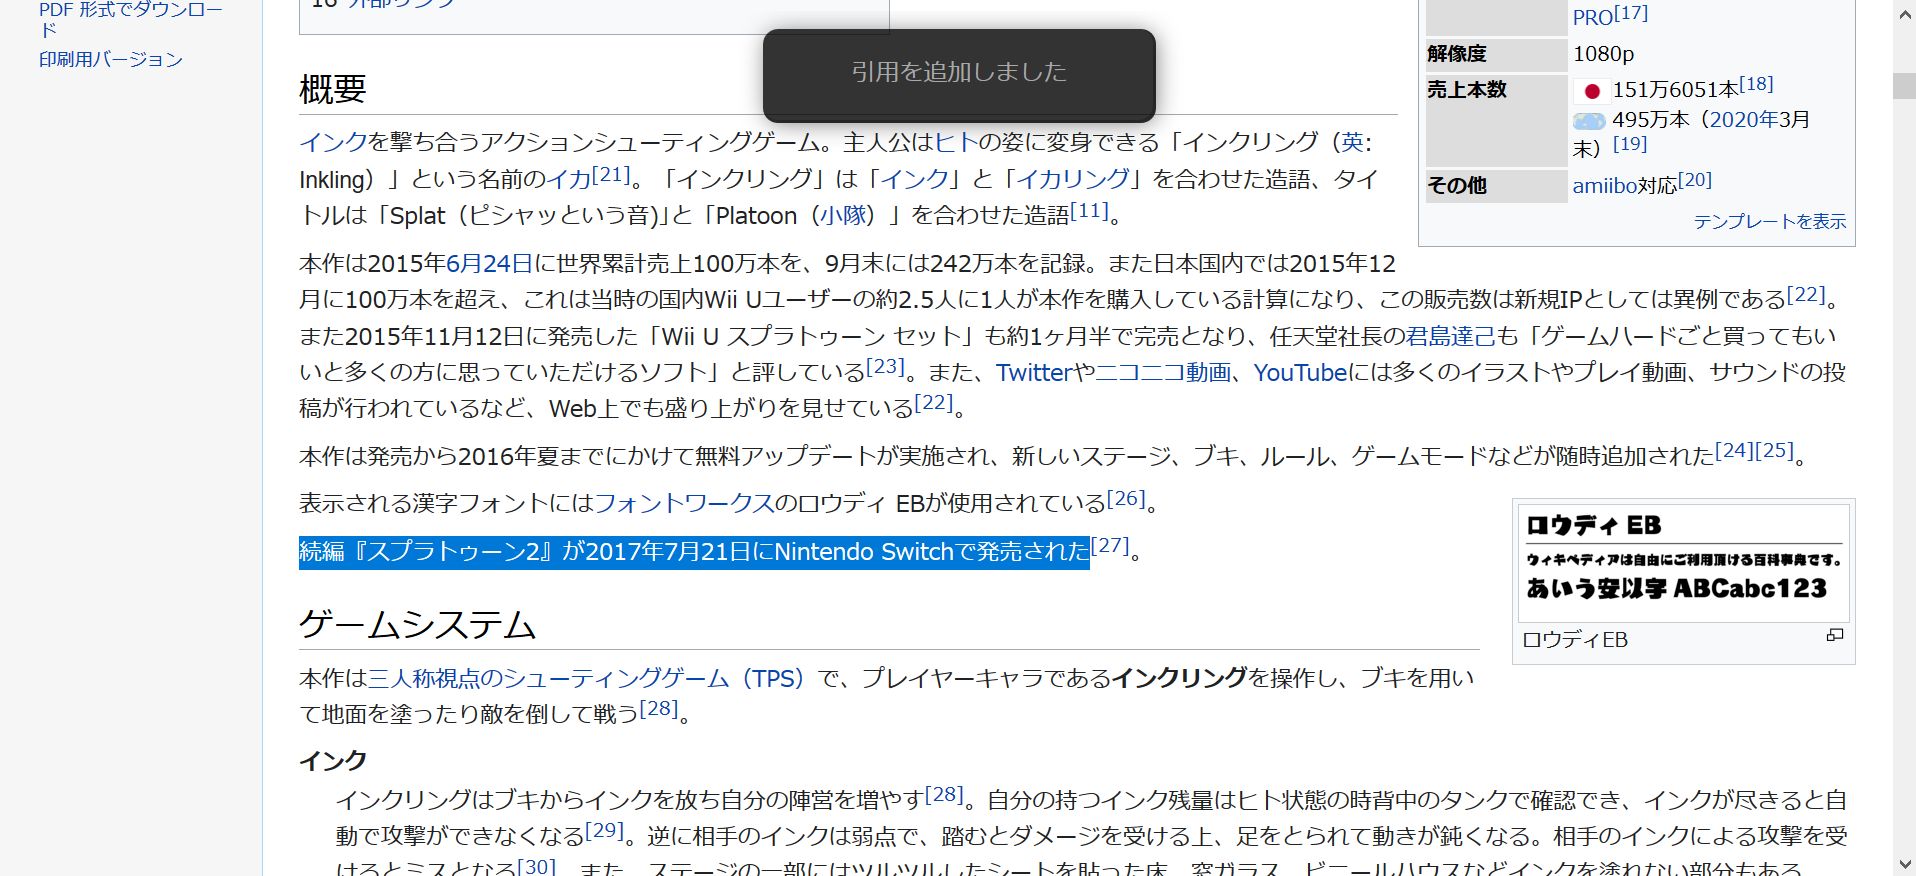 PDF 形式でダウンロー
ド
印刷用バージョン
16 外部リンク
引用を追加しました
PRO[17]
解像度 1080p
売上本数 151万6051本[18]
495万本（2020年3月
末）[19]
その他 amiibo対応[20]
テンプレートを表示
概要
インクを撃ち合うアクションシューティングゲーム。主人公はヒトの姿に変身できる「インクリング（英:
Inkling）」という名前のイカ[21]。「インクリング」は「インク」と「イカリング」を合わせた造語、タイ
トルは「Splat（ピシャッという音)」と「Platoon（小隊）」を合わせた造語[11]。
本作は2015年6月24日に世界累計売上100万本を、9月末には242万本を記録。また日本国内では2015年12
月に100万本を超え、これは当時の国内Wii Uユーザーの約2.5人に1人が本作を購入している計算になり、この販売数は新規IPとしては異例である[22]。
また2015年11月12日に発売した「Wii U スプラトゥーン セット」も約1ヶ月半で完売となり、任天堂社長の君島達己も「ゲームハードごと買ってもい
いと多くの方に思っていただけるソフト」と評している[23]。また、Twitterやニコニコ動画、YouTubeには多くのイラストやプレイ動画、サウンドの投
稿が行われているなど、Web上でも盛り上がりを見せている[22]。
本作は発売から2016年夏までにかけて無料アップデートが実施され、新しいステージ、ブキ、ルール、ゲームモードなどが随時追加された[24][25]。
表示される漢字フォントにはフォントワークスのロウディ EBが使用されている[26]。
続編『スプラトゥーン2』が2017年7月21日にNintendo Switchで発売された[27]。
ロウディ EB
ウィキペディアは自由にご利用頂ける百科事典です。
あいう安以宇 ABCabc123
ロウディEB
ゲームシステム
本作は三人称視点のシューティングゲーム（TPS）で、プレイヤーキャラであるインクリングを操作し、ブキを用い
て地面を塗ったり敵を倒して戦う[28]。
インク
インクリングはブキからインクを放ち自分の陣営を増やす[28]。自分の持つインク残量はヒト状態の時背中のタンクで確認でき、インクが尽きると自
動で攻撃ができなくなる[29]。逆に相手のインクは弱点で、踏むとダメージを受ける上、足をとられて動きが鈍くなる。相手のインクによる攻撃を受
けるとミスとなる[30]。また、ステージの一部にはツルツルしたシートを貼った床、窓ガラス、ビニールハウスなどインクを塗れない部分もある